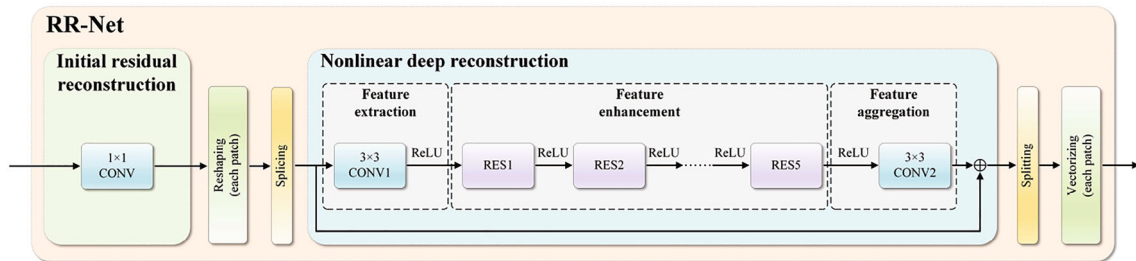 RR-Net
Initial residual
reconstruction
1×1
CONV
Reshaping
(each patch)
Splicing
Nonlinear deep reconstruction
Feature
extraction
3×3
CONV1
ReLU
Feature
enhancement
RES1
ReLU
RES2
ReLU
......
ReLU
RES5
Feature
aggregation
ReLU
3×3
CONV2
Splitting
Vectorizing
(each patch)